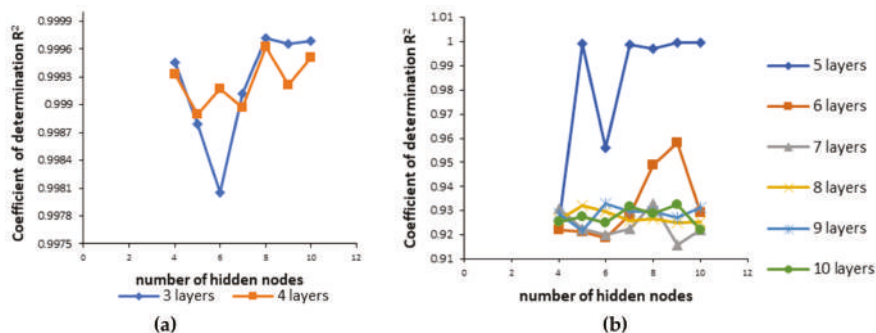 Coefficient of determination R²
0.9999
0.9996
0.9993
0.999
0.9987
0.9984
0.9981
0.9978
0.9975
0 2 4 6 8 10 12
number of hidden nodes
3 layers 4 layers
(a)
Coefficient of determination R²
1.01
1
0.99
0.98
0.97
0.96
0.95
0.94
0.93
0.92
0.91
0 2 4 6 8 10 12
number of hidden nodes
5 layers
6 layers
7 layers
8 layers
9 layers
10 layers
(b)